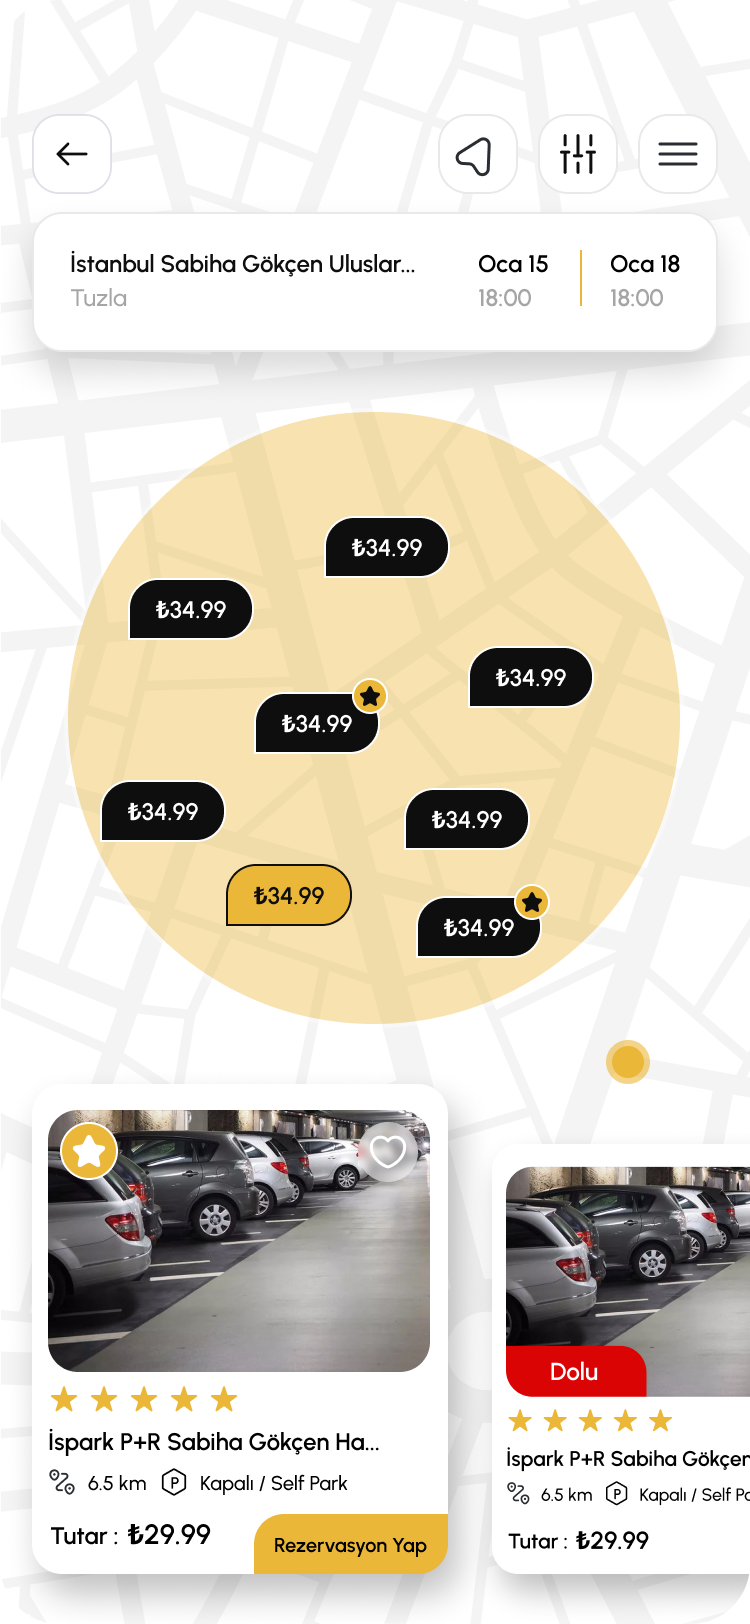 İstanbul Sabiha Gökçen Uluslar... Oca 15 Oca 18
Tuzla 18:00 18:00
₺34.99
₺34.99
₺34.99
₺34.99
₺34.99
₺34.99
₺34.99
₺34.99
İspark P+R Sabiha Gökçen Ha...
6.5 km P Kapalı / Self Park
Tutar : ₺29.99
Rezervasyon Yap
Dolu
İspark P+R Sabiha Gökçen
6.5 km P Kapalı / Self Pa
Tutar : ₺29.99